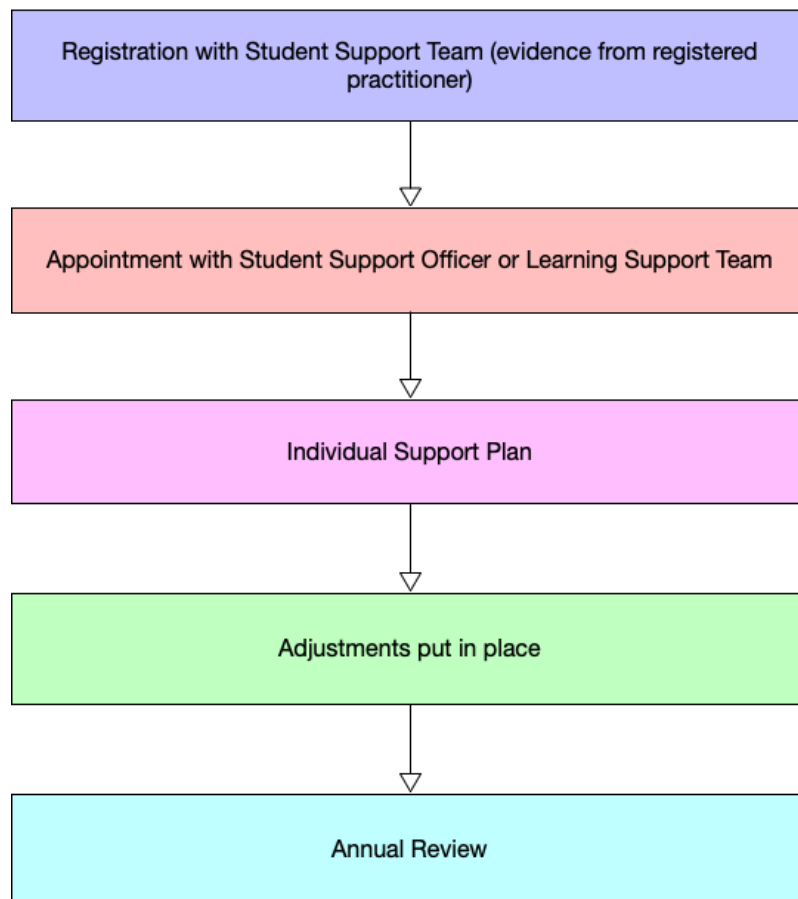 Registration with Student Support Team (evidence from registered
practitioner)
Appointment with Student Support Officer or Learning Support Team
Individual Support Plan
Adjustments put in place
Annual Review